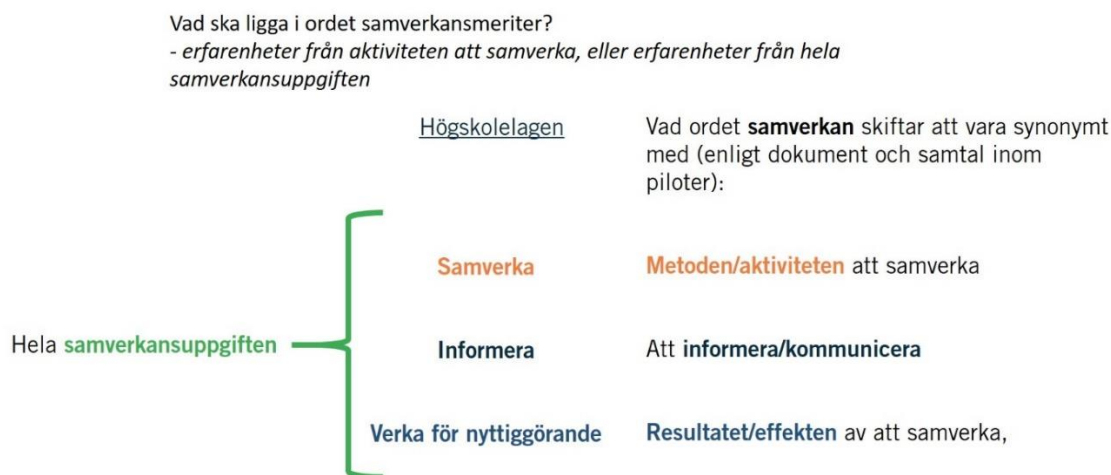 Vad ska ligga i ordet samverkansmeriter?
- erfarenheter från aktiviteten att samverka, eller erfarenheter från hela
samverkansuppgiften
Högskolelagen
Vad ordet samverkan skiftar att vara synonymt
med (enligt dokument och samtal inom
piloter):
Samverka
Metoden/aktiviteten att samverka
Hela samverkansuppgiften
Informera
Att informera/kommunicera
Verka för nyttiggörande
Resultatet/effekten av att samverka,